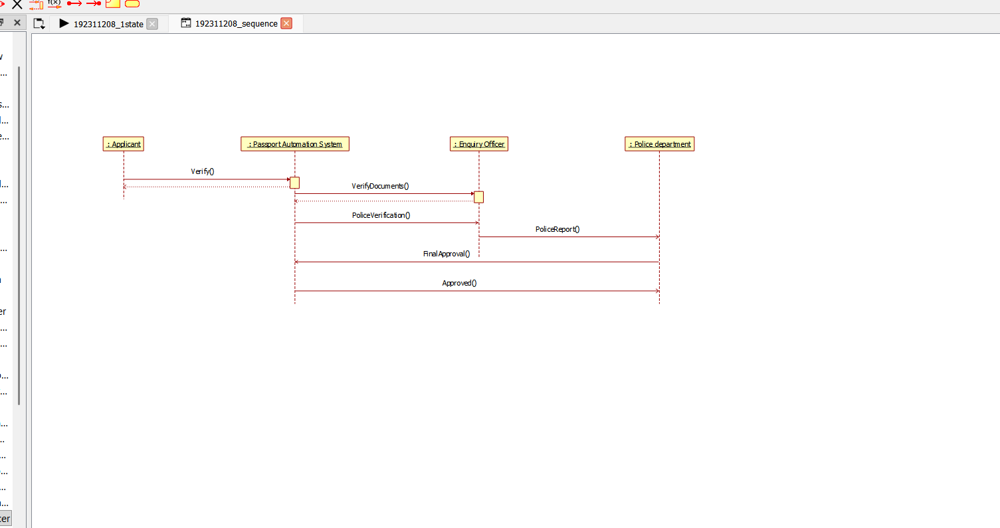 f(x)
192311208_1state
192311208_sequence
: Applicant
: Passport Automation System
: Enquiry Officer
: Police department
Verify()
VerifyDocuments()
PoliceVerification()
PoliceReport()
FinalApproval()
Approved()